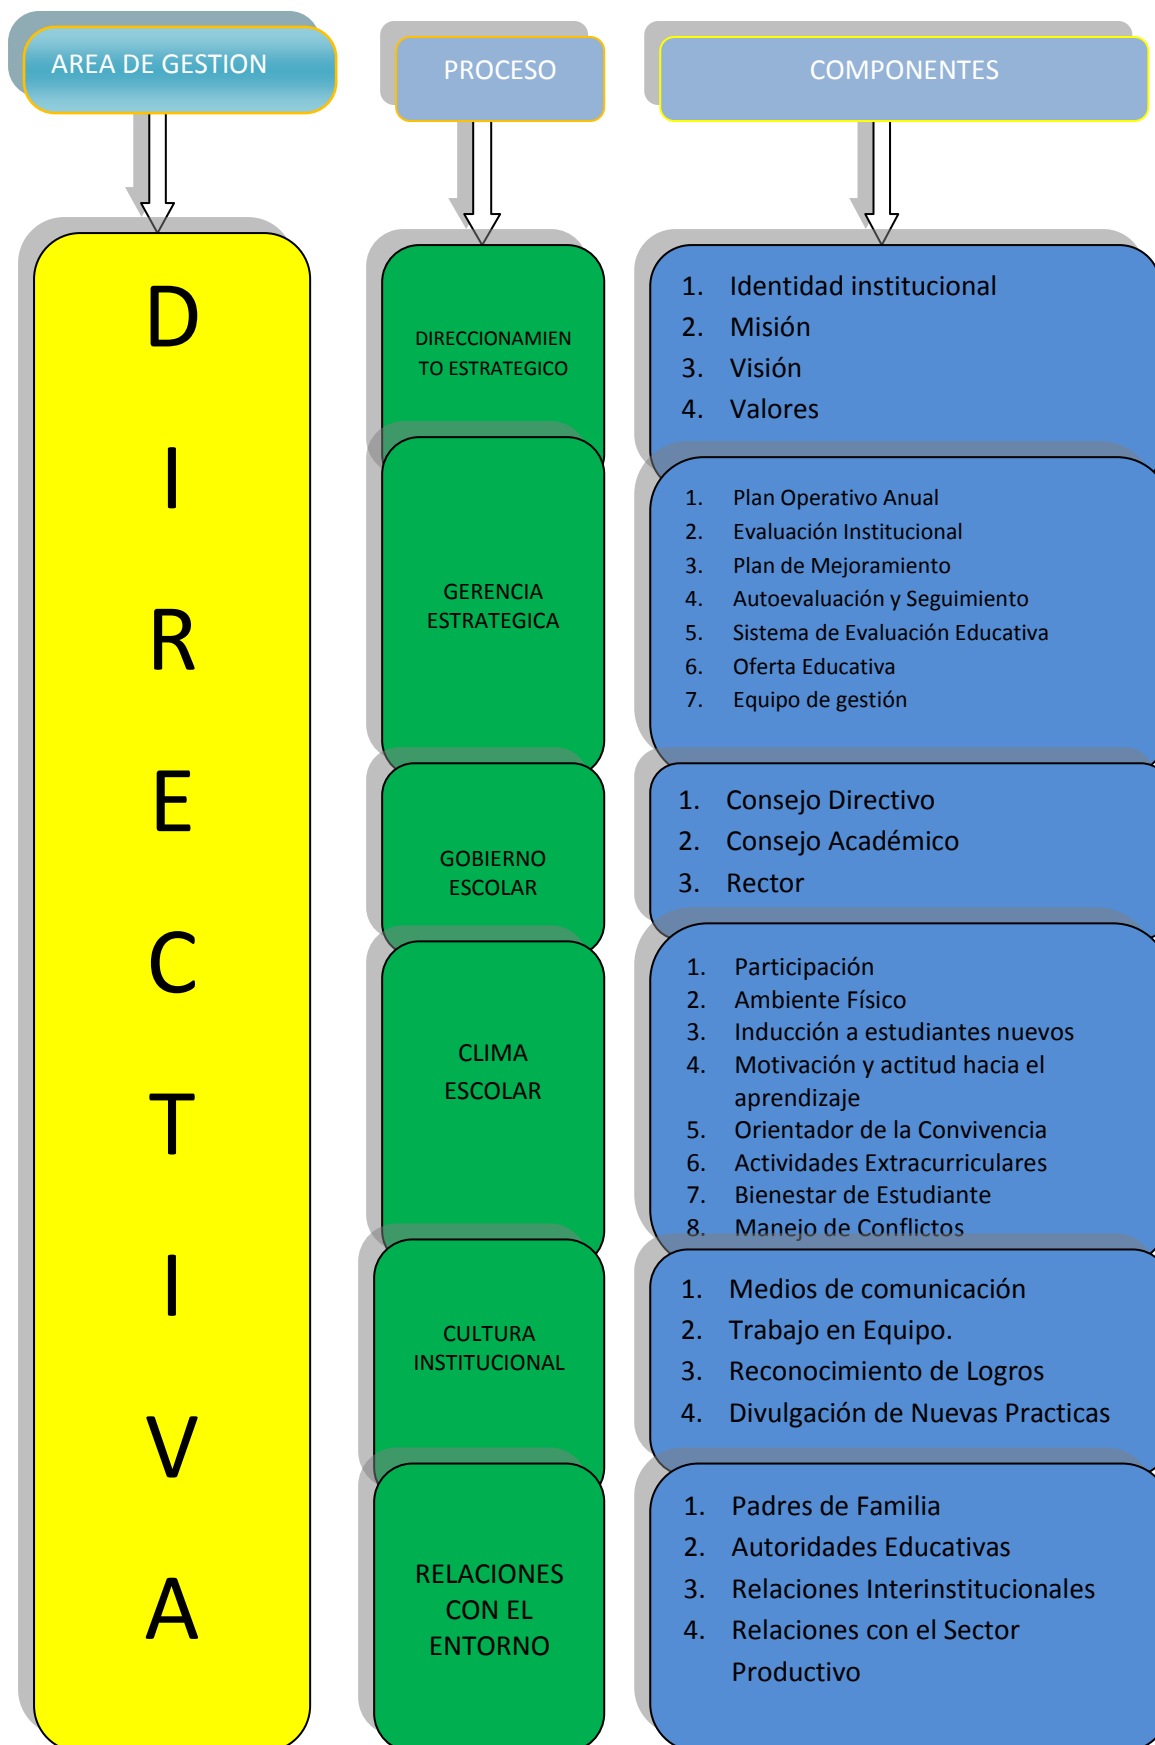 AREA DE GESTION
PROCESO
COMPONENTES
D
I
R
E
C
T
I
V
A
DIRECCIONAMIEN
TO ESTRATEGICO
1. Identidad institucional
2. Misión
3. Visión
4. Valores
GERENCIA
ESTRATEGICA
1. Plan Operativo Anual
2. Evaluación Institucional
3. Plan de Mejoramiento
4. Autoevaluación y Seguimiento
5. Sistema de Evaluación Educativa
6. Oferta Educativa
7. Equipo de gestión
GOBIERNO
ESCOLAR
1. Consejo Directivo
2. Consejo Académico
3. Rector
CLIMA
ESCOLAR
1. Participación
2. Ambiente Físico
3. Inducción a estudiantes nuevos
4. Motivación y actitud hacia el
aprendizaje
5. Orientador de la Convivencia
6. Actividades Extracurriculares
7. Bienestar de Estudiante
8. Manejo de Conflictos
CULTURA
INSTITUCIONAL
1. Medios de comunicación
2. Trabajo en Equipo.
3. Reconocimiento de Logros
4. Divulgación de Nuevas Practicas
RELACIONES
CON EL
ENTORNO
1. Padres de Familia
2. Autoridades Educativas
3. Relaciones Interinstitucionales
4. Relaciones con el Sector
Productivo